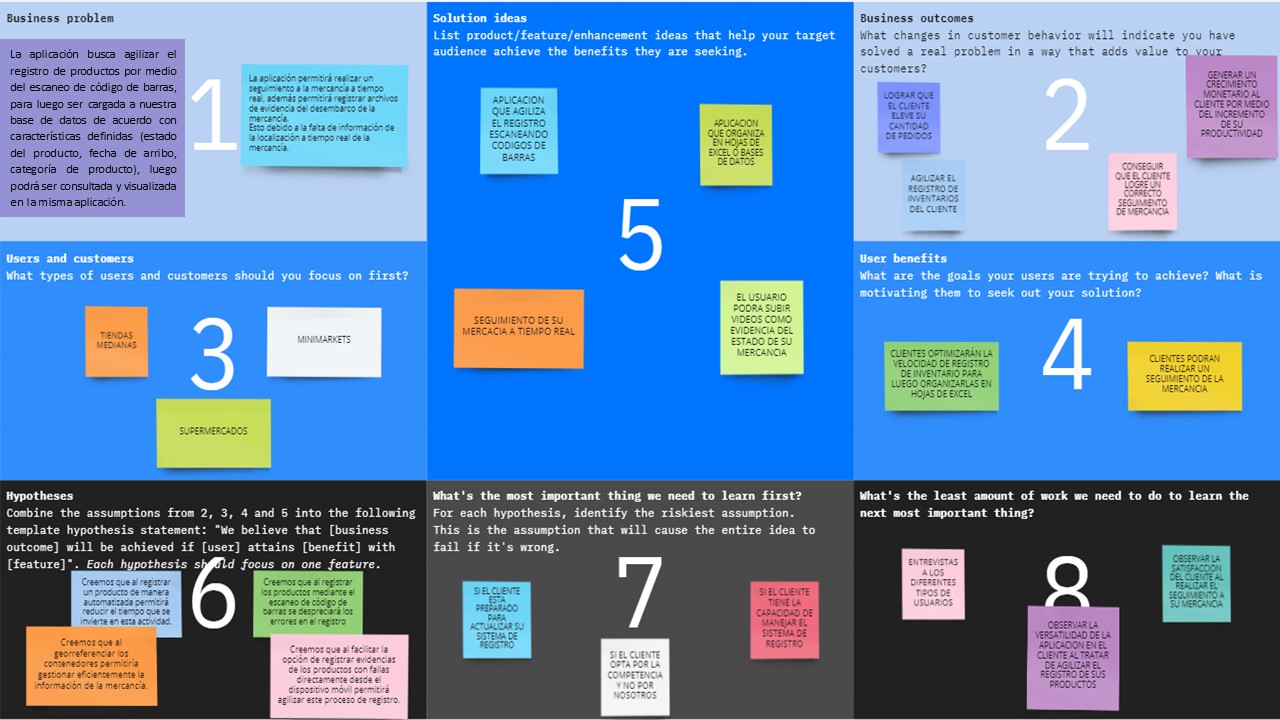 Business problem
La aplicación busca agilizar el
registro de productos por medio
del escaneo de código de barras,
para luego ser cargada a nuestra
base de datos de acuerdo con
características definidas (estado
del producto, fecha de arribo,
categoría de producto), luego
podrá ser consultada y visualizada
en la misma aplicación.
1
La aplicación permitirá realizar un
seguimiento a la mercancía a tiempo
real, además permitirá registrar archivos
de evidencia del desembarco de la
mercancía.
Esto debido a la falta de información de
la localización a tiempo real de la
mercancía.
Solution ideas
List product/feature/enhancement ideas that help your target
audience achieve the benefits they are seeking.
APLICACION
QUE AGILIZA
EL REGISTRO
ESCANEANDO
CODIGOS DE
BARRAS
APLICACION
QUE ORGANIZA
EN HOJAS DE
EXCEL O BASES
DE DATOS
5
SEGUIMIENTO DE SU
MERCACIA A TIEMPO REAL
EL USUARIO
PODRA SUBIR
VIDEOS COMO
EVIDENCIA DEL
ESTADO DE SU
MERCANCIA
Business outcomes
What changes in customer behavior will indicate you have
solved a real problem in a way that adds value to your
customers?
LOGRAR QUE
EL CLIENTE
ELEVE SU
CANTIDAD
DE PEDIDOS
2
GENERAR UN
CRECIMIENTO
MONETARIO AL
CLIENTE POR MEDIO
DEL INCREMENTO
DE SU
PRODUCTIVIDAD
AGILIZAR EL
REGISTRO DE
INVENTARIOS
DEL CLIENTE
CONSEGUIR
QUE EL CLIENTE
LOGRE UN
CORRECTO
SEGUIMIENTO
DE MERCANCIA
Users and customers
What types of users and customers should you focus on first?
TIENDAS
MEDIANAS
3
MINIMARKETS
SUPERMERCADOS
User benefits
What are the goals your users are trying to achieve? What is
motivating them to seek out your solution?
CLIENTES OPTIMIZARÁN LA
VELOCIDAD DE REGISTRO
DE INVENTARIO PARA
LUEGO ORGANIZARLAS EN
HOJAS DE EXCEL
4
CLIENTES PODRAN
REALIZAR UN
SEGUIMIENTO DE LA
MERCANCIA
Hypotheses
Combine the assumptions from 2, 3, 4 and 5 into the following
template hypothesis statement: "We believe that [business
outcome] will be achieved if [user] attains [benefit] with
[feature]". Each hypothesis should focus on one feature.
Creemos que al registrar
un producto de manera
automatizada permitirá
reducir el tiempo que se
invierte en esta actividad.
6
Creemos que al registrar
los productos mediante el
escaneo de código de
barras se despreciará los
errores en el registro
Creemos que al
georreferenciar los
contenedores permitiría
gestionar eficientemente la
información de la mercancía.
Creemos que al facilitar la
opción de registrar evidencias
de los productos con fallas
directamente desde el
dispositivo móvil permitirá
agilizar este proceso de registro.
What's the most important thing we need to learn first?
For each hypothesis, identify the riskiest assumption.
This is the assumption that will cause the entire idea to
fail if it's wrong.
SI EL CLIENTE
ESTA
PREPARADO
PARA
ACTUALIZAR SU
SISTEMA DE
REGISTRO
7
SI EL CLIENTE
TIENE LA
CAPACIDAD DE
MANEJAR EL
SISTEMA DE
REGISTRO
SI EL CLIENTE
OPTA POR LA
COMPETENCIA
Y NO POR
NOSOTROS
What's the least amount of work we need to do to learn the
next most important thing?
ENTREVISTAS
A LOS
DIFERENTES
TIPOS DE
USUARIOS
8
OBSERVAR LA
SATISFACCION
DEL CLIENTE AL
REALIZAR EL
SEGUIMIENTO A
SU MERCANCIA
OBSERVAR LA
VERSATILIDAD DE LA
APLICACION EN EL
CLIENTE AL TRATAR
DE AGILIZAR EL
REGISTRO DE SUS
PRODUCTOS